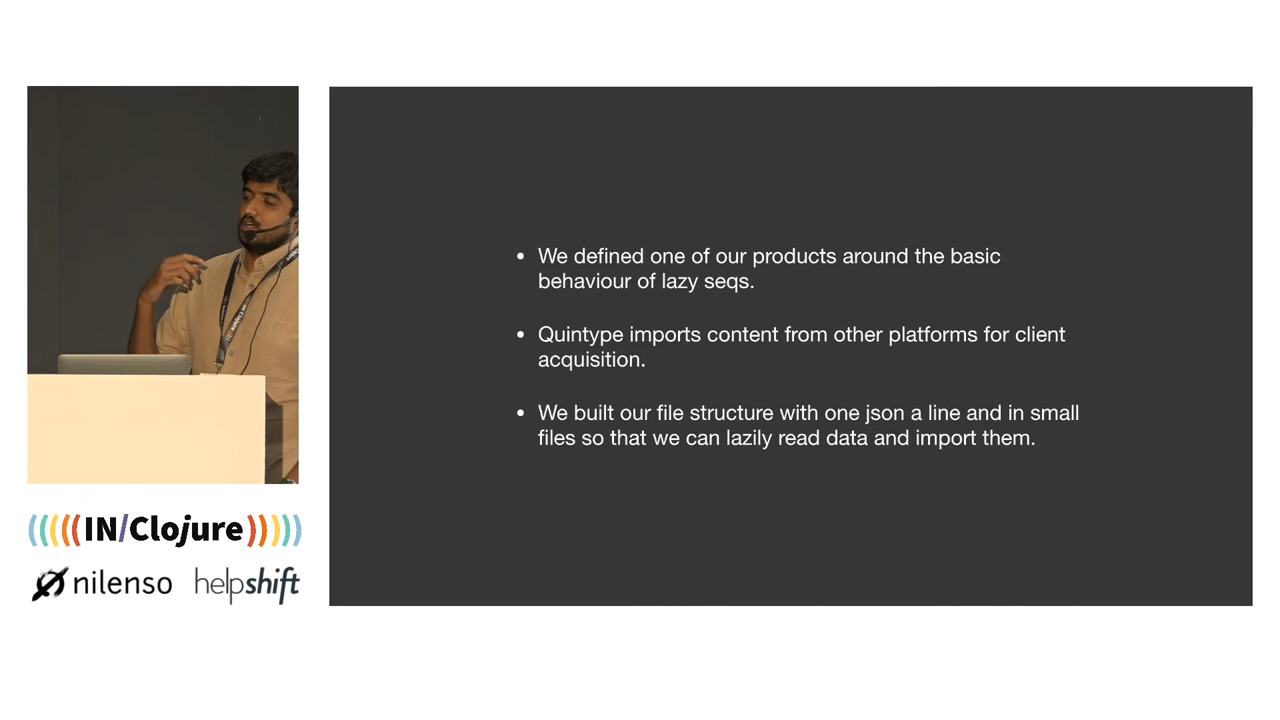 We defined one of our products around the basic
behaviour of lazy seqs.
Quintype imports content from other platforms for client
acquisition.
We built our file structure with one json a line and in small
files so that we can lazily read data and import them.
(((((IN/Clojure)))))
nilenso
helpshift